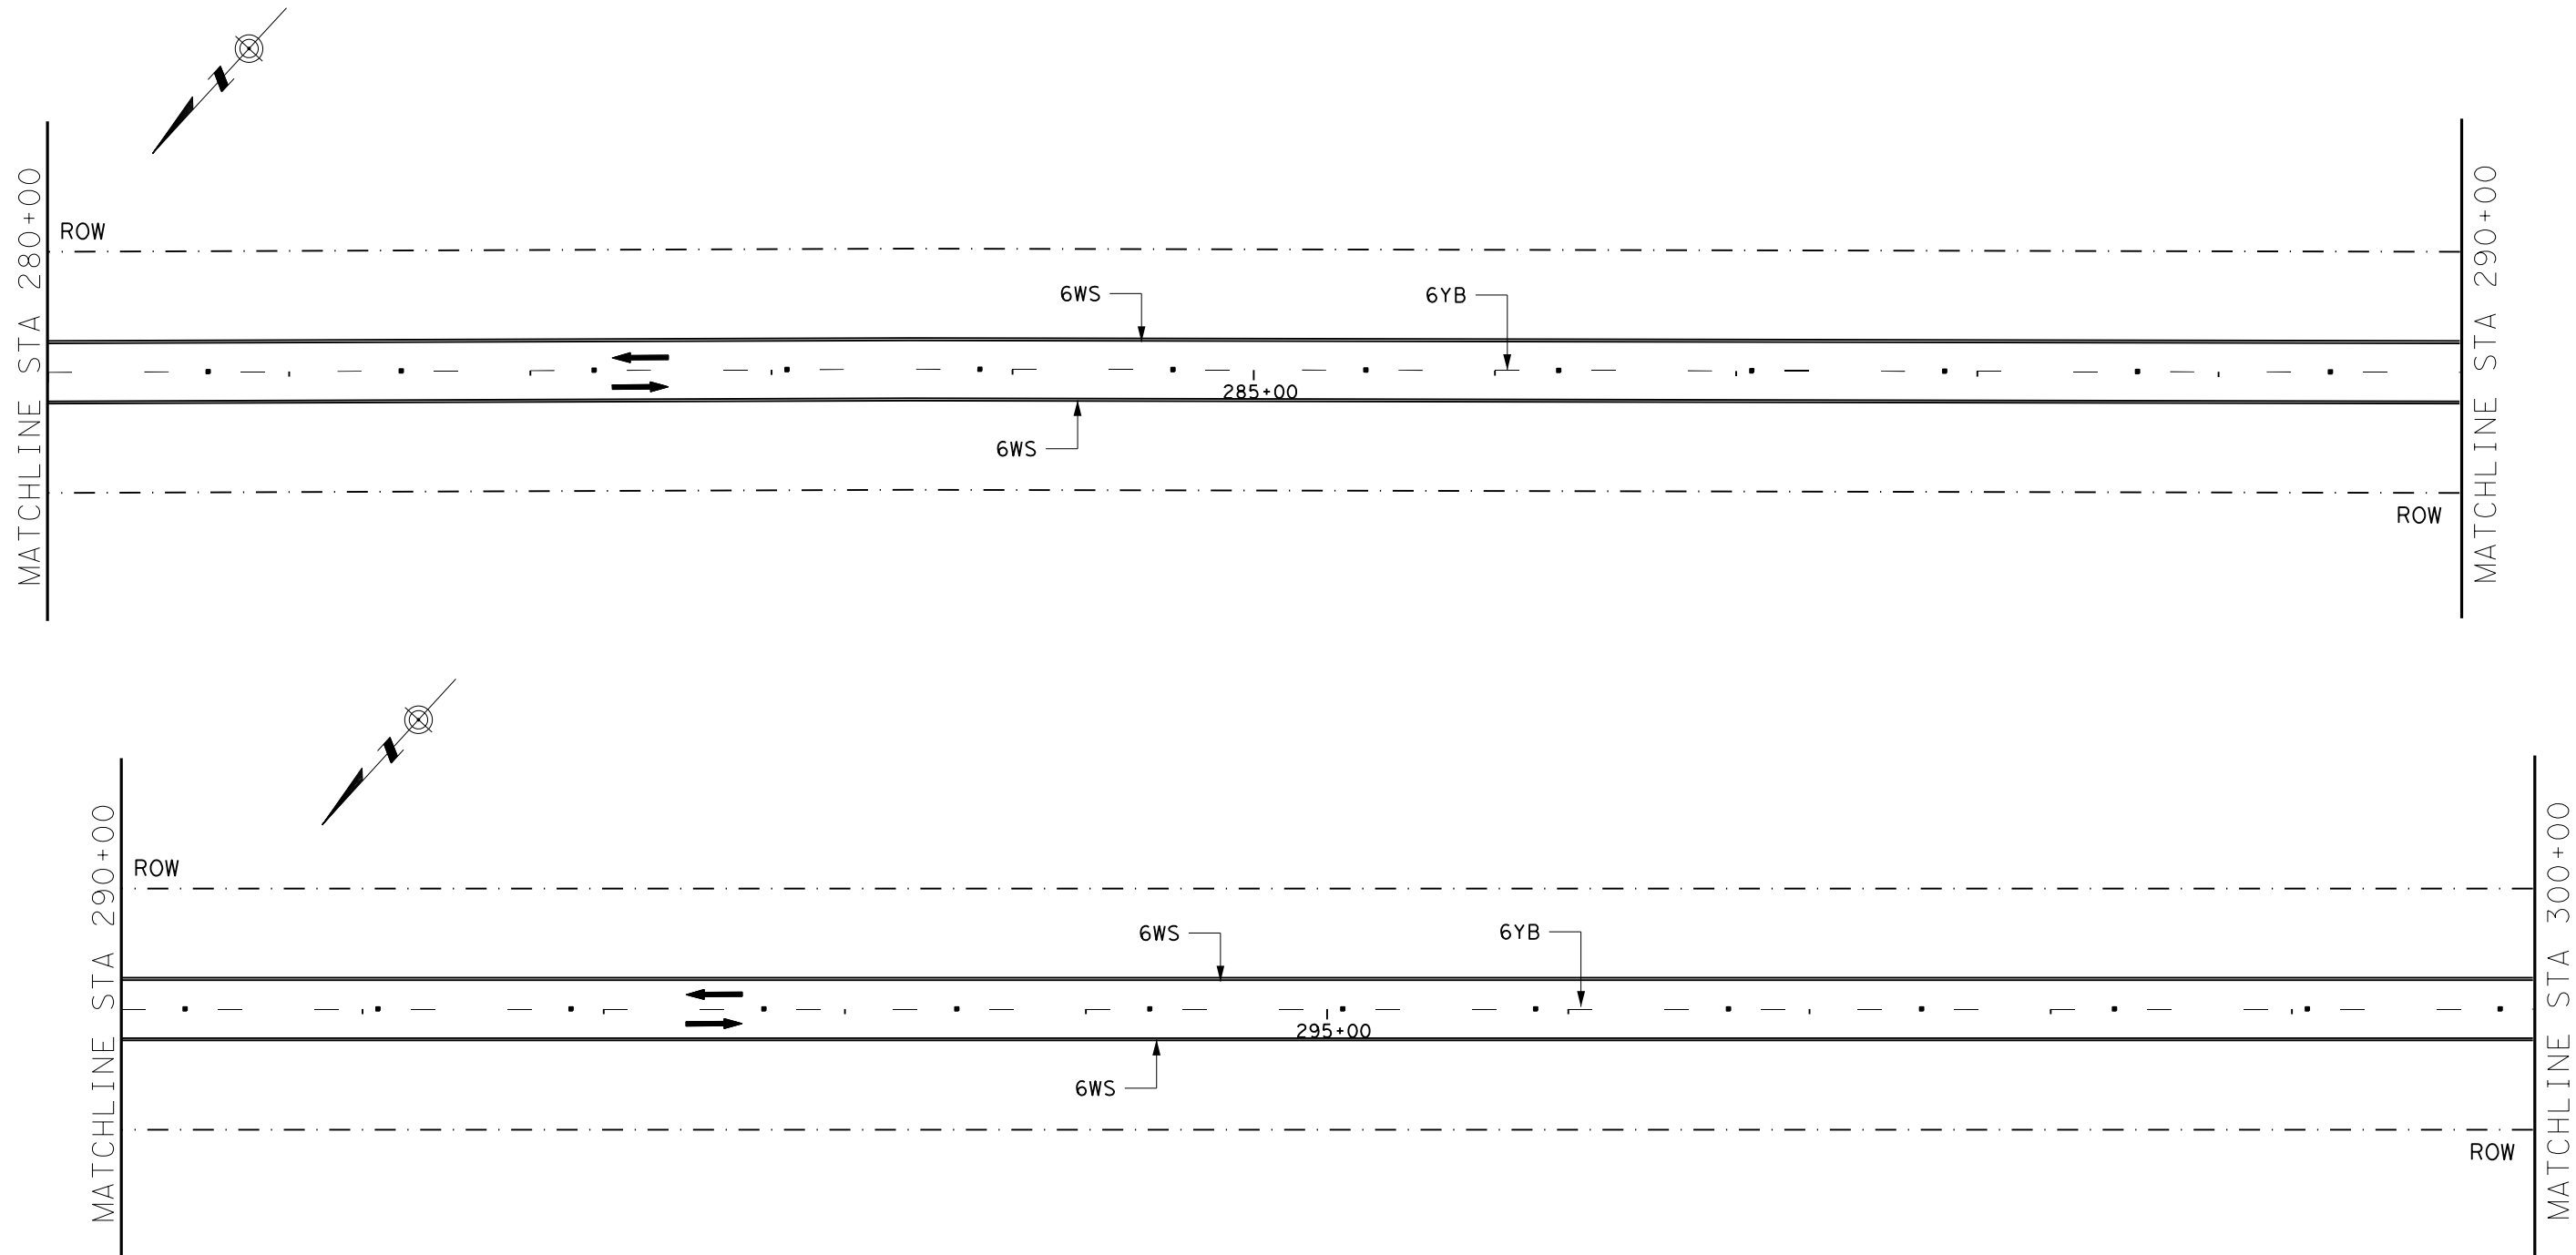 MATCHLINE STA 280+00
ROW
6WS
6YB
285+00
6WS
ROW
MATCHLINE STA 290+00
MATCHLINE STA 290+00
ROW
6WS
6YB
295+00
6WS
ROW
MATCHLINE STA 300+00